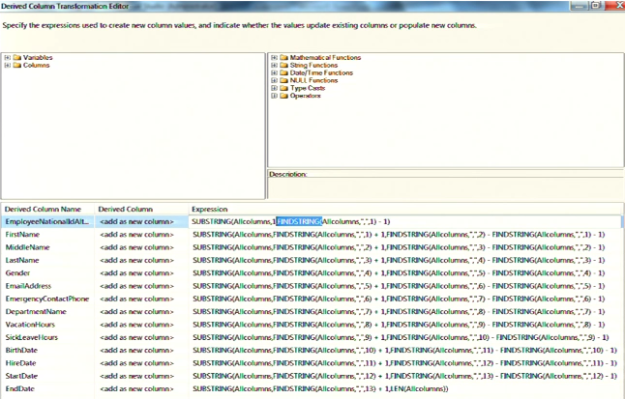 Derived Column Transformation Editor
Specify the expressions used to create new column values, and indicate whether the values update existing columns or populate new columns.
Variables
Columns
Mathematical Functions
String Functions
Date/Time Functions
NULL Functions
Type Casts
Operators
Description:
Derived Column Name Derived Column Expression
EmployeeNationalIdAlt... <add as new column> SUBSTRING(Allcolumns,1,FINDSTRING(Allcolumns,",",1) - 1)
FirstName <add as new column> SUBSTRING(Allcolumns,FINDSTRING(Allcolumns,",",1) + 1,FINDSTRING(Allcolumns,",",2) - FINDSTRING(Allcolumns,",",1) - 1)
MiddleName <add as new column> SUBSTRING(Allcolumns,FINDSTRING(Allcolumns,",",2) + 1,FINDSTRING(Allcolumns,",",3) - FINDSTRING(Allcolumns,",",2) - 1)
LastName <add as new column> SUBSTRING(Allcolumns,FINDSTRING(Allcolumns,",",3) + 1,FINDSTRING(Allcolumns,",",4) - FINDSTRING(Allcolumns,",",3) - 1)
Gender <add as new column> SUBSTRING(Allcolumns,FINDSTRING(Allcolumns,",",4) + 1,FINDSTRING(Allcolumns,",",5) - FINDSTRING(Allcolumns,",",4) - 1)
EmailAddress <add as new column> SUBSTRING(Allcolumns,FINDSTRING(Allcolumns,",",5) + 1,FINDSTRING(Allcolumns,",",6) - FINDSTRING(Allcolumns,",",5) - 1)
EmergencyContactPhone <add as new column> SUBSTRING(Allcolumns,FINDSTRING(Allcolumns,",",6) + 1,FINDSTRING(Allcolumns,",",7) - FINDSTRING(Allcolumns,",",6) - 1)
DepartmentName <add as new column> SUBSTRING(Allcolumns,FINDSTRING(Allcolumns,",",7) + 1,FINDSTRING(Allcolumns,",",8) - FINDSTRING(Allcolumns,",",7) - 1)
VacationHours <add as new column> SUBSTRING(Allcolumns,FINDSTRING(Allcolumns,",",8) + 1,FINDSTRING(Allcolumns,",",9) - FINDSTRING(Allcolumns,",",8) - 1)
SickLeaveHours <add as new column> SUBSTRING(Allcolumns,FINDSTRING(Allcolumns,",",9) + 1,FINDSTRING(Allcolumns,",",10) - FINDSTRING(Allcolumns,",",9) - 1)
BirthDate <add as new column> SUBSTRING(Allcolumns,FINDSTRING(Allcolumns,",",10) + 1,FINDSTRING(Allcolumns,",",11) - FINDSTRING(Allcolumns,",",10) - 1)
HireDate <add as new column> SUBSTRING(Allcolumns,FINDSTRING(Allcolumns,",",11) + 1,FINDSTRING(Allcolumns,",",12) - FINDSTRING(Allcolumns,",",11) - 1)
StartDate <add as new column> SUBSTRING(Allcolumns,FINDSTRING(Allcolumns,",",12) + 1,FINDSTRING(Allcolumns,",",13) - FINDSTRING(Allcolumns,",",12) - 1)
EndDate <add as new column> SUBSTRING(Allcolumns,FINDSTRING(Allcolumns,",",13) + 1,LEN(Allcolumns))